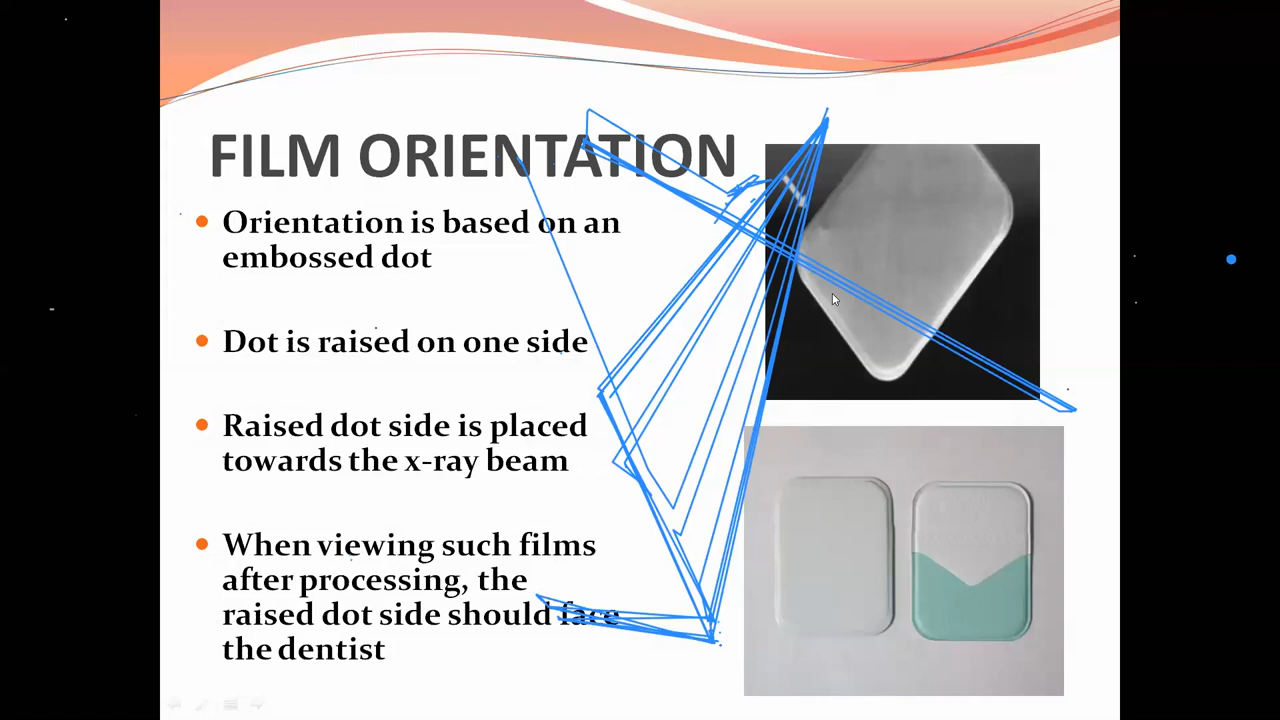 FILM ORIENTATION
Orientation is based on an
embossed dot
Dot is raised on one side
Raised dot side is placed
towards the x-ray beam
When viewing such films
after processing, the
raised dot side should face
the dentist